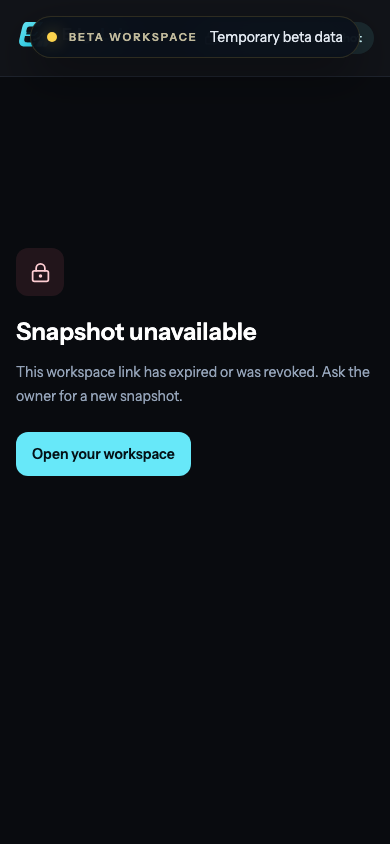 BETA WORKSPACE Temporary beta data
Snapshot unavailable
This workspace link has expired or was revoked. Ask the
owner for a new snapshot.
Open your workspace